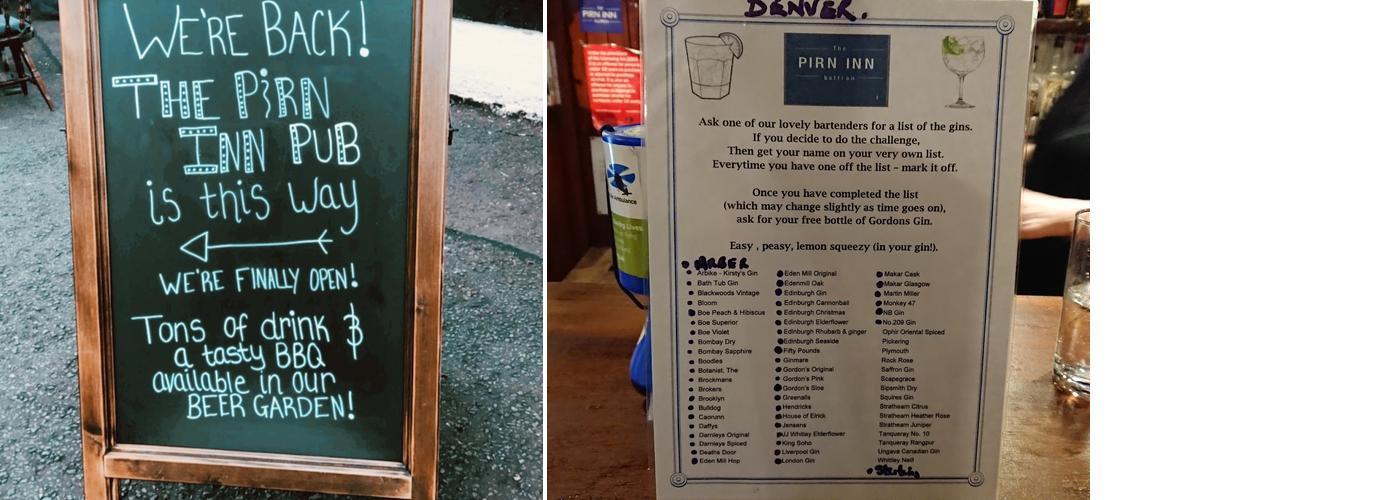 WE'RE BACK!
THE PiRN
INN PUB
is this way
WE'RE FINALLY OPEN!
Tons of drink &
a tasty BBQ
available in our
BEER GARDEN!
DENVER.
The
PIRN INN
balfron
Ask one of our lovely bartenders for a list of the gins.
If you decide to do the challenge,
Then get your name on your very own list.
Everytime you have one off the list – mark it off.
Once you have completed the list
(which may change slightly as time goes on),
ask for your free bottle of Gordons Gin.
Easy , peasy, lemon squeezy (in your gin!).
ARBER
Arbike - Kirsty's Gin
Bath Tub Gin
Blackwoods Vintage
Bloom
Boe Peach & Hibiscus
Boe Superior
Boe Violet
Bombay Dry
Bombay Sapphire
Boodles
Botanist, The
Brockmans
Brokers
Brooklyn
Bulldog
Caorunn
Daffys
Darnleys Original
Darnleys Spiced
Deaths Door
Eden Mill Hop
Eden Mill Original
Edenmill Oak
Edinburgh Gin
Edinburgh Cannonball
Edinburgh Christmas
Edinburgh Elderflower
Edinburgh Rhubarb & ginger
Edinburgh Seaside
Fifty Pounds
Ginmare
Gordon's Original
Gordon's Pink
Gordon's Sloe
Greenalls
Hendricks
House of Elrick
Jensens
JJ Whitley Elderflower
King Soho
Liverpool Gin
London Gin
Makar Cask
Makar Glasgow
Martin Miller
Monkey 47
NB Gin
No.209 Gin
Ophir Oriental Spiced
Pickering
Plymouth
Rock Rose
Saffron Gin
Scapegrace
Sipsmith Dry
Squires Gin
Strathearn Citrus
Strathearn Heather Rose
Strathearn Juniper
Tanqueray No. 10
Tanqueray Rangpur
Ungava Canadian Gin
Whitley Neill
Stirling
PIRN INN